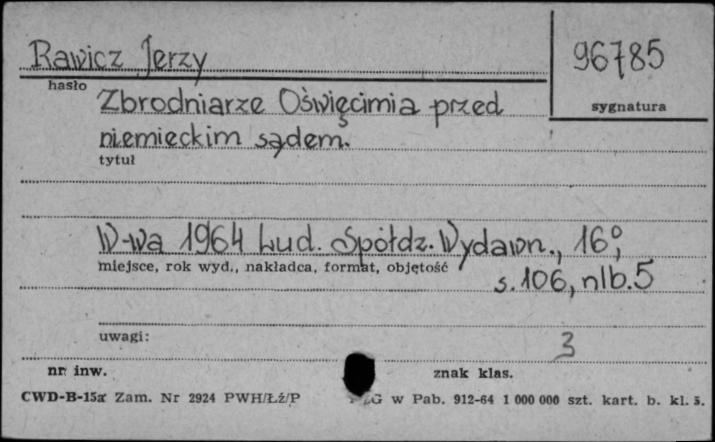 Rawicz Jerzy
96785
hasło
sygnatura
Zbrodniarze Oświęcimia przed
niemieckim sądem.
tytuł
W-wa 1964 Lud. Spółdz. Wydawn., 16°,
miejsce, rok wyd., nakładca, format, objętość
s. 106, nlb. 5
uwagi:
3
nr inw.
znak klas.
CWD-B-15a Zam. Nr 2924 PWH/Łż/P w Pab. 912-64 1 000 000 szt. kart. b. kl. 5.